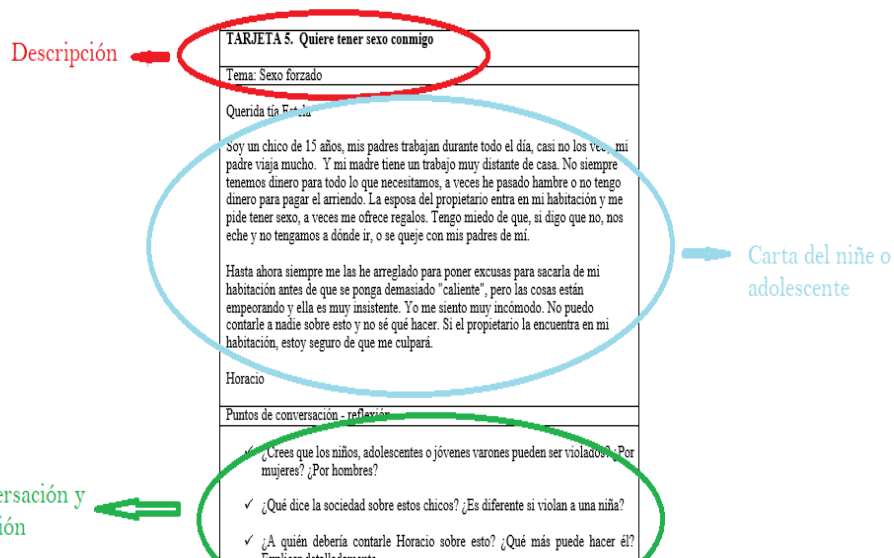 TARJETA 5. Quiere tener sexo conmigo
Descripción
Tema: Sexo forzado
Querida tía Estela
Soy un chico de 15 años, mis padres trabajan durante todo el día, casi no los veo, mi
padre viaja mucho. Y mi madre tiene un trabajo muy distante de casa. No siempre
tenemos dinero para todo lo que necesitamos, a veces he pasado hambre o no tengo
dinero para pagar el arriendo. La esposa del propietario entra en mi habitación y me
pide tener sexo, a veces me ofrece regalos. Tengo miedo de que, si digo que no, nos
eche y no tengamos a dónde ir, o se queje con mis padres de mí.
Carta del niñe o
adolescente
Hasta ahora siempre me las he arreglado para poner excusas para sacarla de mi
habitación antes de que se ponga demasiado "caliente", pero las cosas están
empeorando y ella es muy insistente. Yo me siento muy incómodo. No puedo
contarle a nadie sobre esto y no sé qué hacer. Si el propietario la encuentra en mi
habitación, estoy seguro de que me culpará.
Horacio
Puntos de conversación - reflexión
✓ ¿Crees que los niños, adolescentes o jóvenes varones pueden ser violados? ¿Por
mujeres? ¿Por hombres?
ersación y
ión
✓ ¿Qué dice la sociedad sobre estos chicos? ¿Es diferente si violan a una niña?
✓ ¿A quién debería contarle Horacio sobre esto? ¿Qué más puede hacer él?